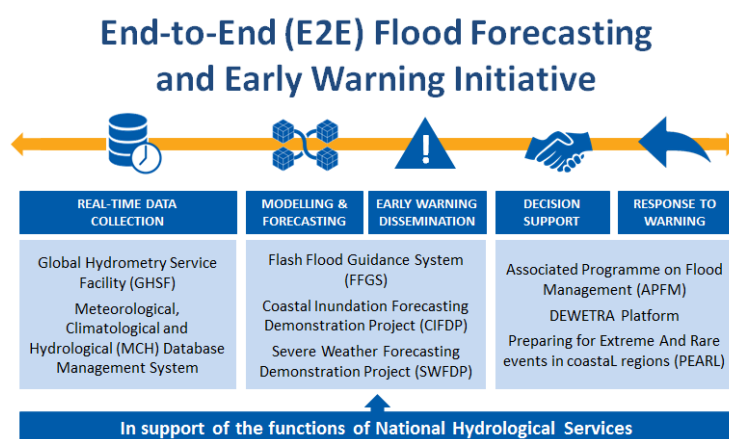 End-to-End (E2E) Flood Forecasting
and Early Warning Initiative
!
REAL-TIME DATA
COLLECTION
MODELLING &
FORECASTING
EARLY WARNING
DISSEMINATION
DECISION
SUPPORT
RESPONSE TO
WARNING
Global Hydrometry Service
Facility (GHSF)
Meteorological,
Climatological and
Hydrological (MCH) Database
Management System
Flash Flood Guidance System
(FFGS)
Coastal Inundation Forecasting
Demonstration Project (CIFDP)
Severe Weather Forecasting
Demonstration Project (SWFDP)
Associated Programme on Flood
Management (APFM)
DEWETRA Platform
Preparing for Extreme And Rare
events in coastaL regions (PEARL)
In support of the functions of National Hydrological Services